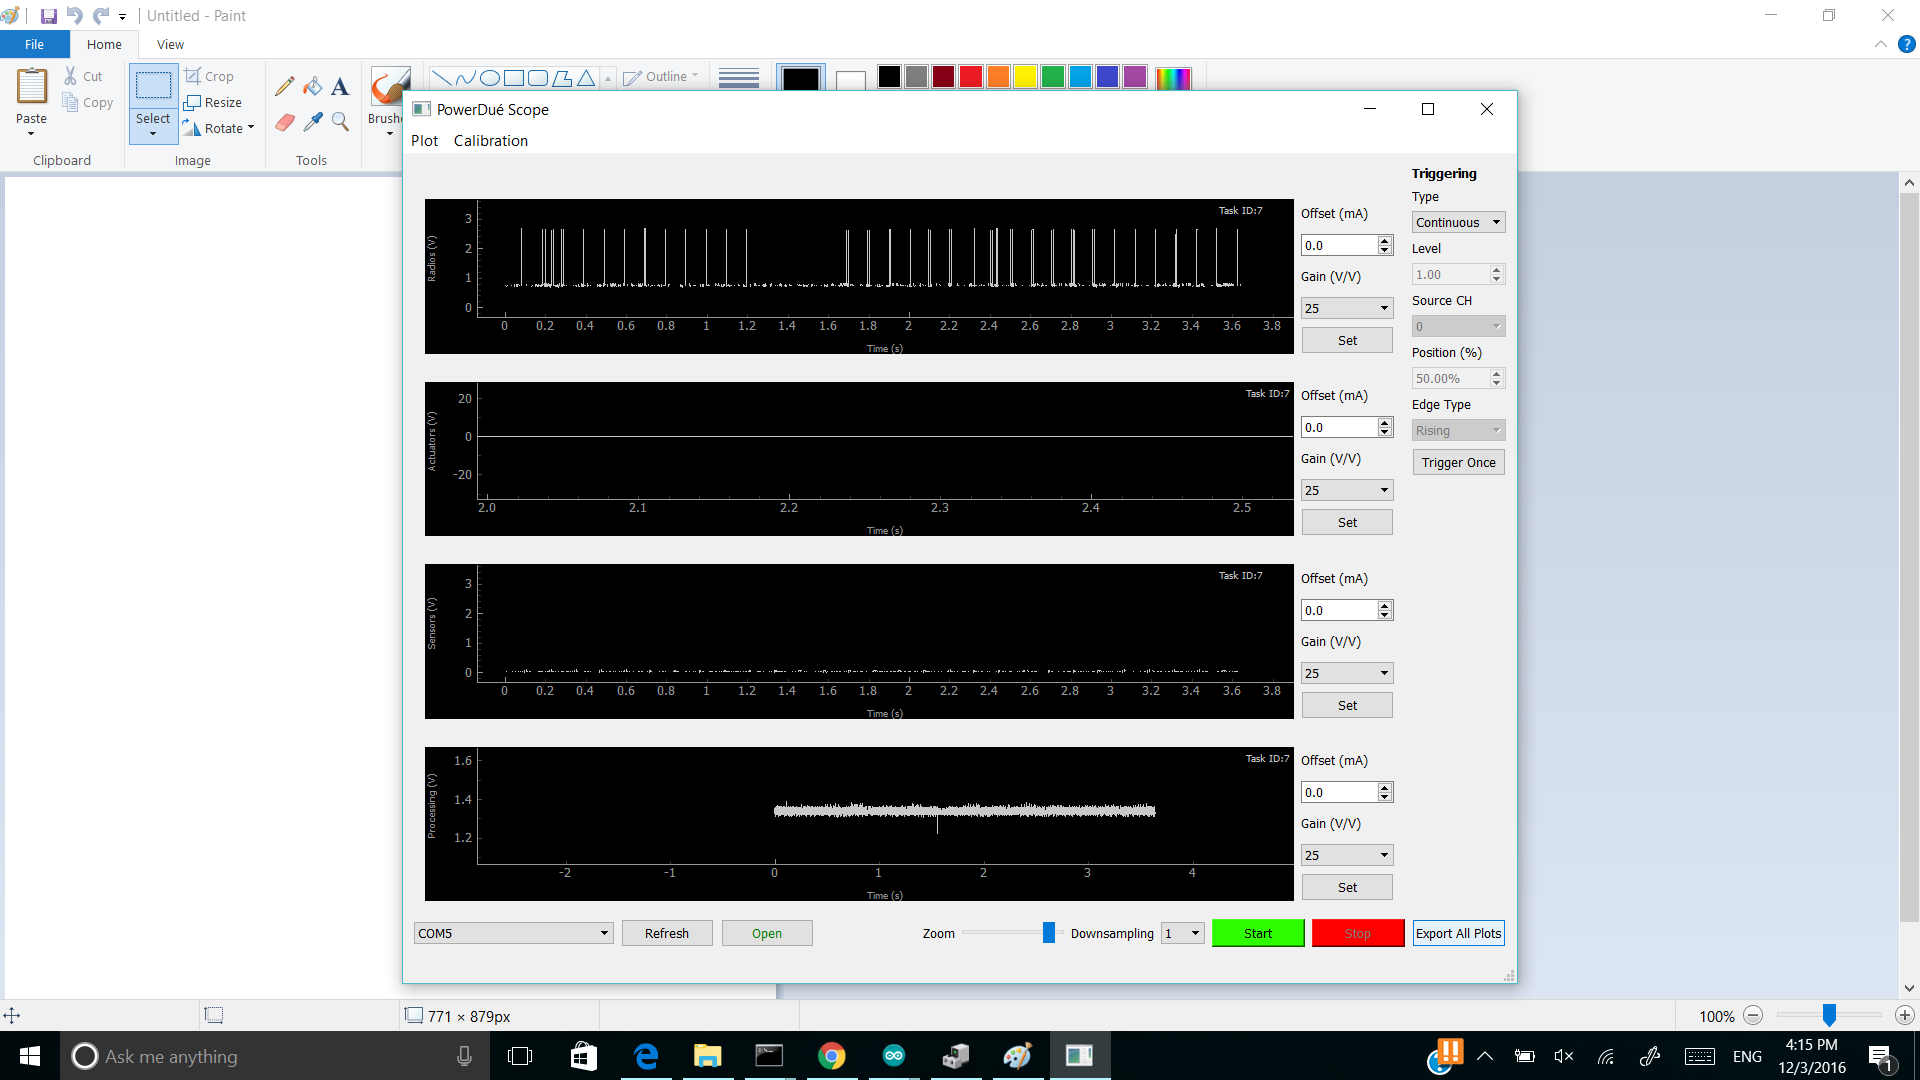 Untitled - Paint
File Home View
Paste Cut Copy Clipboard
Select Crop Resize Rotate Image
Tools
Brushes
Outline
PowerDué Scope
Plot Calibration
Radios (V)
3
2
1
0
Task ID:7
0 0.2 0.4 0.6 0.8 1 1.2 1.4 1.6 1.8 2 2.2 2.4 2.6 2.8 3 3.2 3.4 3.6 3.8
Time (s)
Offset (mA)
0.0
Gain (V/V)
25
Set
Actuators (V)
20
0
-20
Task ID:7
2.0 2.1 2.2 2.3 2.4 2.5
Time (s)
Offset (mA)
0.0
Gain (V/V)
25
Set
Sensors (V)
3
2
1
0
Task ID:7
0 0.2 0.4 0.6 0.8 1 1.2 1.4 1.6 1.8 2 2.2 2.4 2.6 2.8 3 3.2 3.4 3.6 3.8
Time (s)
Offset (mA)
0.0
Gain (V/V)
25
Set
Processing (V)
1.6
1.4
1.2
Task ID:7
-2 -1 0 1 2 3 4
Time (s)
Offset (mA)
0.0
Gain (V/V)
25
Set
Triggering
Type
Continuous
Level
1.00
Source CH
0
Position (%)
50.00%
Edge Type
Rising
Trigger Once
COM5 Refresh Open Zoom Downsampling 1 Start Stop Export All Plots
771 × 879px 100%
Ask me anything
ENG
4:15 PM
12/3/2016
1